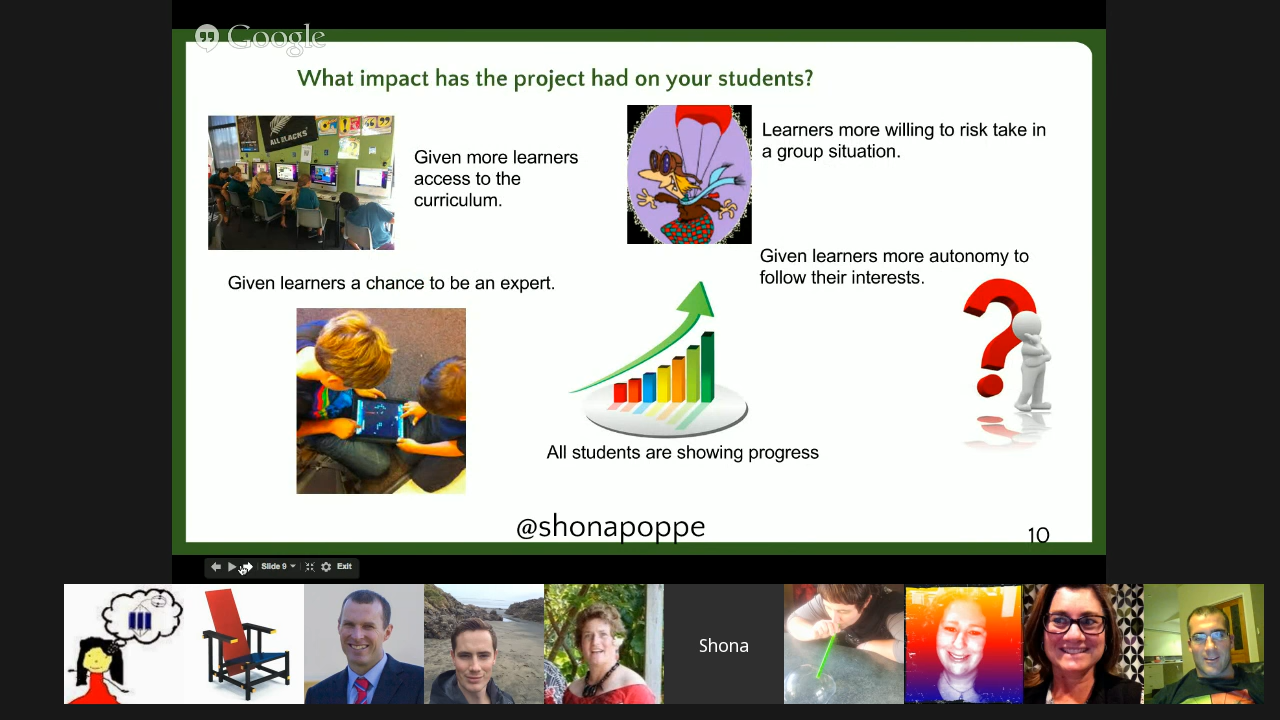 Google
What impact has the project had on your students?
ALL BLACKS
Given more learners
access to the
curriculum.
Learners more willing to risk take in
a group situation.
Given learners more autonomy to
follow their interests.
Given learners a chance to be an expert.
All students are showing progress
@shonapoppe
10
Slide 9
Exit
Shona